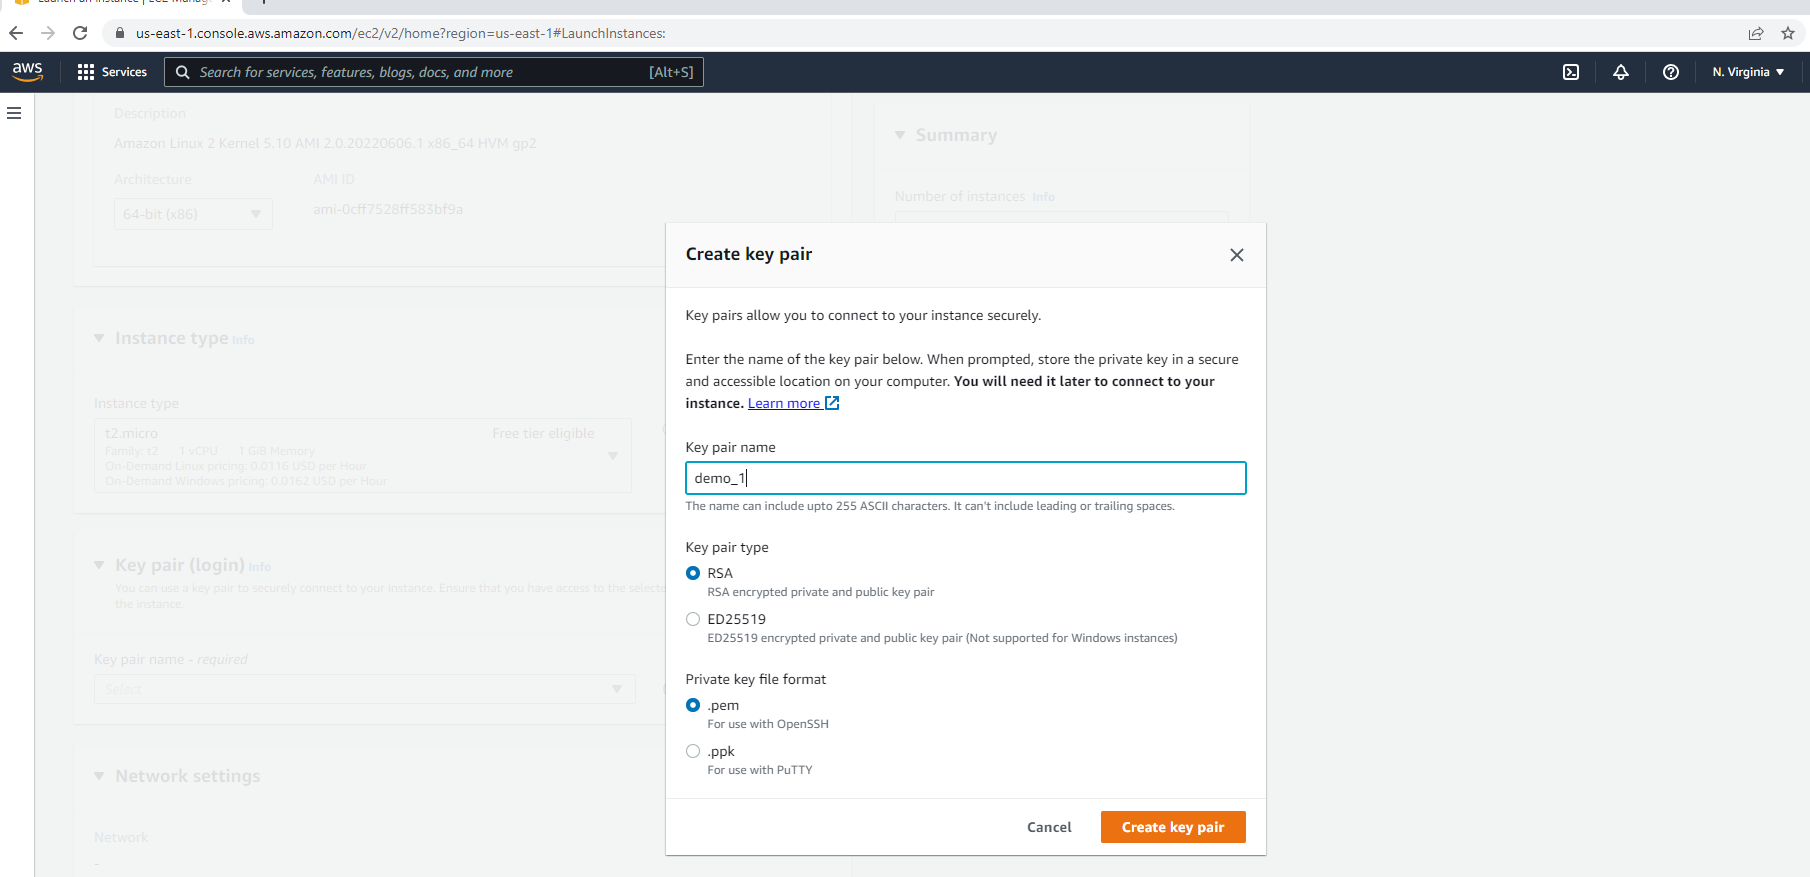 us-east-1.console.aws.amazon.com/ec2/v2/home?region=us-east-1#LaunchInstances:
aws
Services
Search for services, features, blogs, docs, and more [Alt+S]
N. Virginia
Description
Amazon Linux 2 Kernel 5.10 AMI 2.0.20220606.1 x86_64 HVM gp2
Architecture
AMI ID
64-bit (x86)
ami-0cff7528ff583bf9a
Summary
Number of instances Info
Instance type Info
Instance type
t2.micro
Free tier eligible
Family: t2 1 vCPU 1 GiB Memory
On-Demand Linux pricing: 0.0116 USD per Hour
On-Demand Windows pricing: 0.0162 USD per Hour
Key pair (login) Info
You can use a key pair to securely connect to your instance. Ensure that you have access to the
the instance.
Key pair name - required
Select
Network settings
Network
-
Create key pair
Key pairs allow you to connect to your instance securely.
Enter the name of the key pair below. When prompted, store the private key in a secure
and accessible location on your computer. You will need it later to connect to your
instance. Learn more
Key pair name
demo_1
The name can include upto 255 ASCII characters. It can't include leading or trailing spaces.
Key pair type
RSA
RSA encrypted private and public key pair
ED25519
ED25519 encrypted private and public key pair (Not supported for Windows instances)
Private key file format
.pem
For use with OpenSSH
.ppk
For use with PuTTY
Cancel
Create key pair